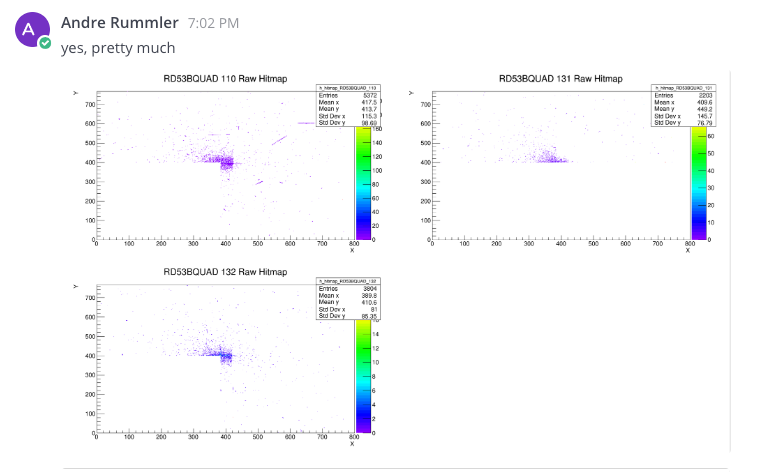 A
Andre Rummler 7:02 PM
yes, pretty much
RD53BQUAD 110 Raw Hitmap
h_hitmap_RD53BQUAD_110
Entries 5372
Mean x 417.5
Mean y 413.7
Std Dev x 115.3
Std Dev y 98.69
Y
700
600
500
400
300
200
100
0
0 100 200 300 400 500 600 700 800
X
160
140
120
100
80
60
40
20
0
RD53BQUAD 131 Raw Hitmap
h_hitmap_RD53BQUAD_131
Entries 2203
Mean x 409.6
Mean y 449.2
Std Dev x 145.7
Std Dev y 76.79
Y
700
600
500
400
300
200
100
0
0 100 200 300 400 500 600 700 800
X
60
50
40
30
20
10
0
RD53BQUAD 132 Raw Hitmap
h_hitmap_RD53BQUAD_132
Entries 3804
Mean x 389.8
Mean y 410.6
Std Dev x 81
Std Dev y 85.35
Y
700
600
500
400
300
200
100
0
0 100 200 300 400 500 600 700 800
X
14
12
10
8
6
4
2
0